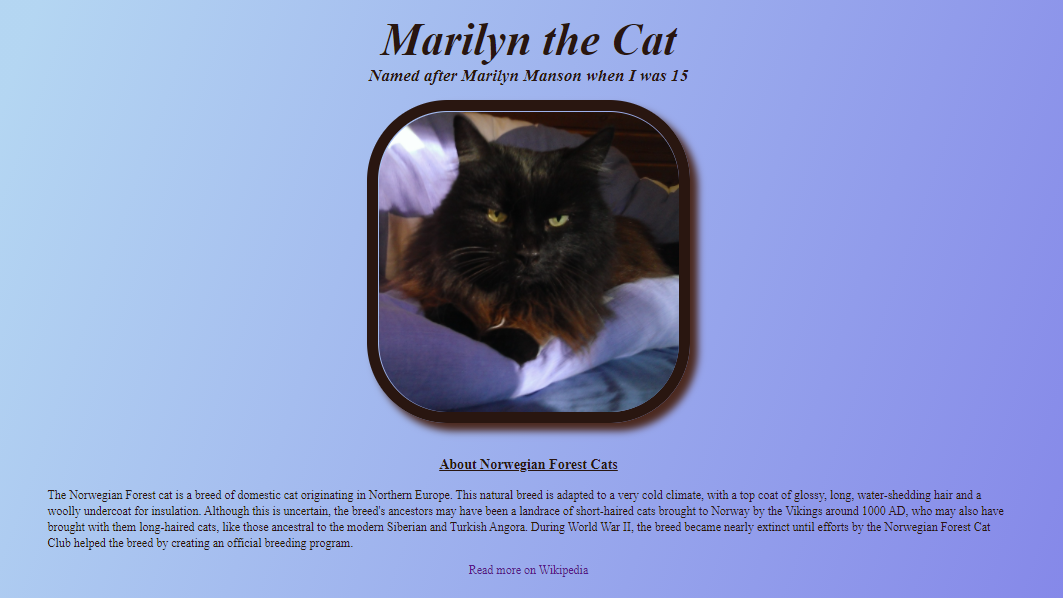 Marilyn the Cat
Named after Marilyn Manson when I was 15
About Norwegian Forest Cats
The Norwegian Forest cat is a breed of domestic cat originating in Northern Europe. This natural breed is adapted to a very cold climate, with a top coat of glossy, long, water-shedding hair and a
woolly undercoat for insulation. Although this is uncertain, the breed's ancestors may have been a landrace of short-haired cats brought to Norway by the Vikings around 1000 AD, who may also have
brought with them long-haired cats, like those ancestral to the modern Siberian and Turkish Angora. During World War II, the breed became nearly extinct until efforts by the Norwegian Forest Cat
Club helped the breed by creating an official breeding program.
Read more on Wikipedia